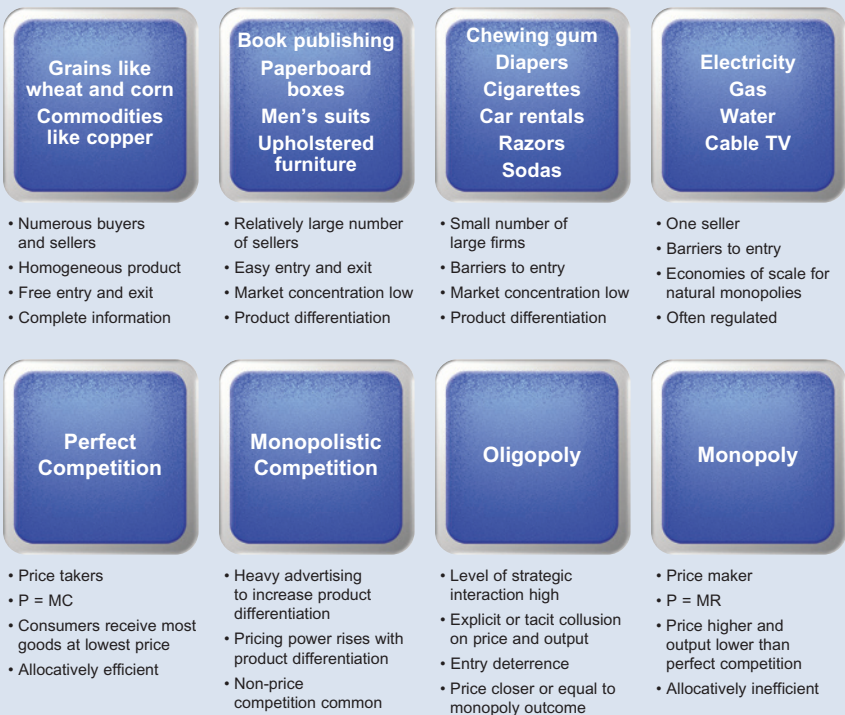 Grains like
wheat and corn
Commodities
like copper
• Numerous buyers
and sellers
• Homogeneous product
• Free entry and exit
• Complete information
Book publishing
Paperboard
boxes
Men's suits
Upholstered
furniture
• Relatively large number
of sellers
• Easy entry and exit
• Market concentration low
• Product differentiation
Chewing gum
Diapers
Cigarettes
Car rentals
Razors
Sodas
• Small number of
large firms
• Barriers to entry
• Market concentration low
• Product differentiation
Electricity
Gas
Water
Cable TV
• One seller
• Barriers to entry
• Economies of scale for
natural monopolies
• Often regulated
Perfect
Competition
• Price takers
• P = MC
• Consumers receive most
goods at lowest price
• Allocatively efficient
Monopolistic
Competition
• Heavy advertising
to increase product
differentiation
• Pricing power rises with
product differentiation
• Non-price
competition common
Oligopoly
• Level of strategic
interaction high
• Explicit or tacit collusion
on price and output
• Entry deterrence
• Price closer or equal to
monopoly outcome
Monopoly
• Price maker
• P = MR
• Price higher and
output lower than
perfect competition
• Allocatively inefficient